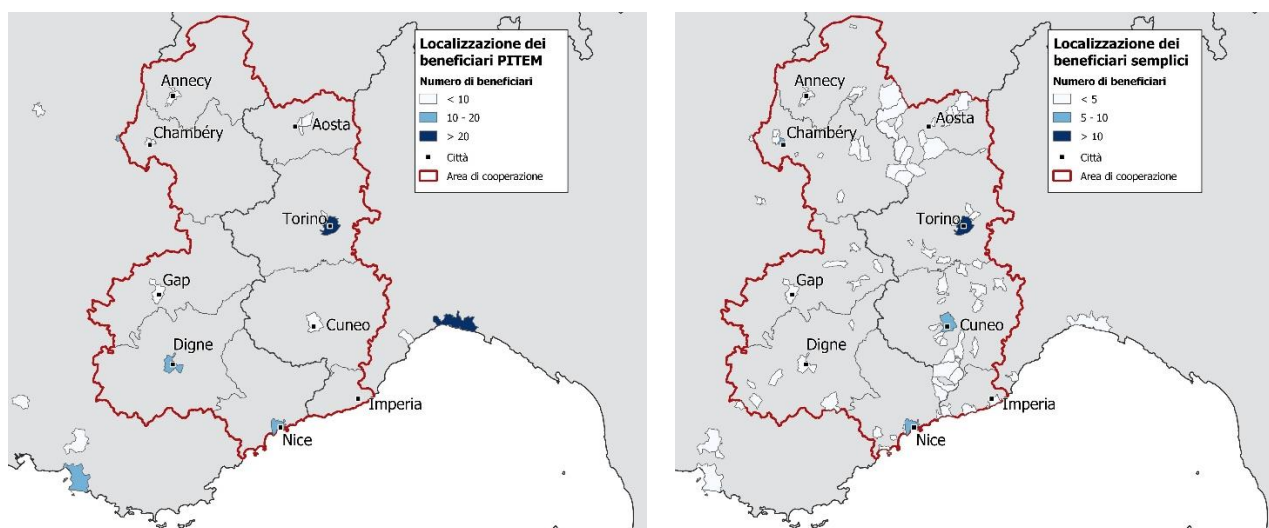 Localizzazione dei
beneficiari PITEM
Numero di beneficiari
< 10
10 - 20
> 20
Città
Area di cooperazione
Annecy
Chambéry
Aosta
Torino
Gap
Cuneo
Digne
Imperia
Nice
Localizzazione dei
beneficiari semplici
Numero di beneficiari
< 5
5 - 10
> 10
Città
Area di cooperazione
Annecy
Chambéry
Aosta
Torino
Gap
Cuneo
Digne
Imperia
Nice